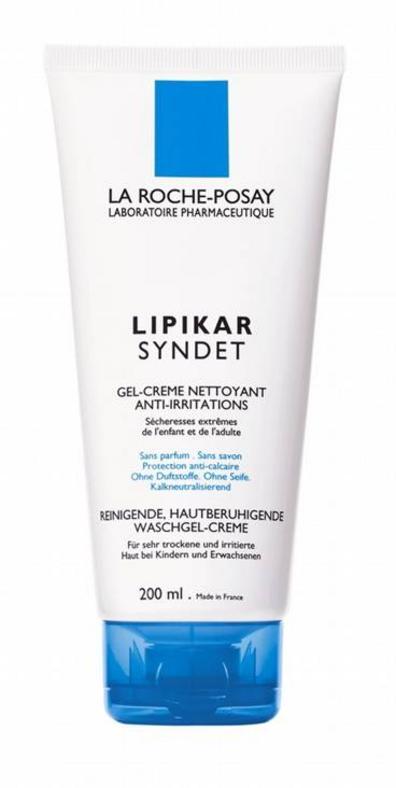 LA ROCHE-POSAY
LABORATOIRE PHARMACEUTIQUE
LIPIKAR
SYNDET
GEL-CREME NETTOYANT
ANTI-IRRITATIONS
Sécheresses extrêmes
de l'enfant et de l'adulte
Sans parfum . Sans savon
Protection anti-calcaire
Ohne Duftstoffe. Ohne Seife.
Kalkneutralisierend
REINIGENDE, HAUTBERUHIGENDE
WASCHGEL-CREME
Für sehr trockene und irritierte
Haut bei Kindern und Erwachsenen
200 ml . Made in France